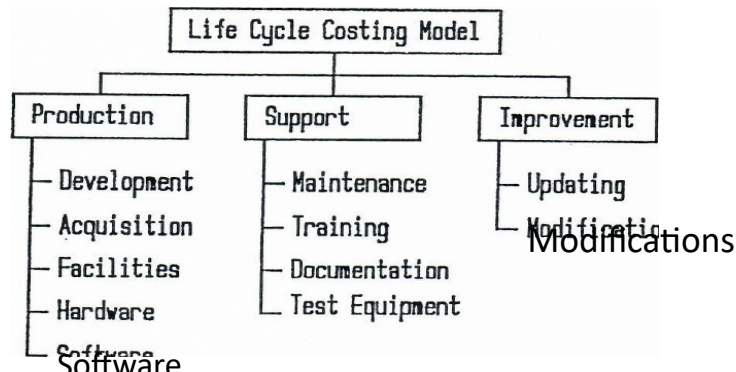 Life Cycle Costing Model
Production
Development
Acquisition
Facilities
Hardware
Software
Support
Maintenance
Training
Documentation
Test Equipment
Improvement
Updating
Modifications